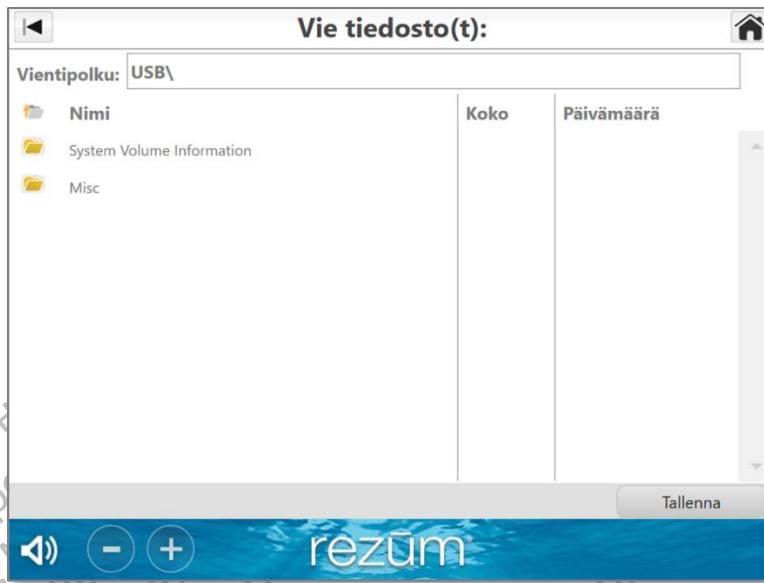 Vie tiedosto(t):
Vientipolku: USB\
Nimi Koko Päivämäärä
System Volume Information
Misc
Tallenna
rezūm